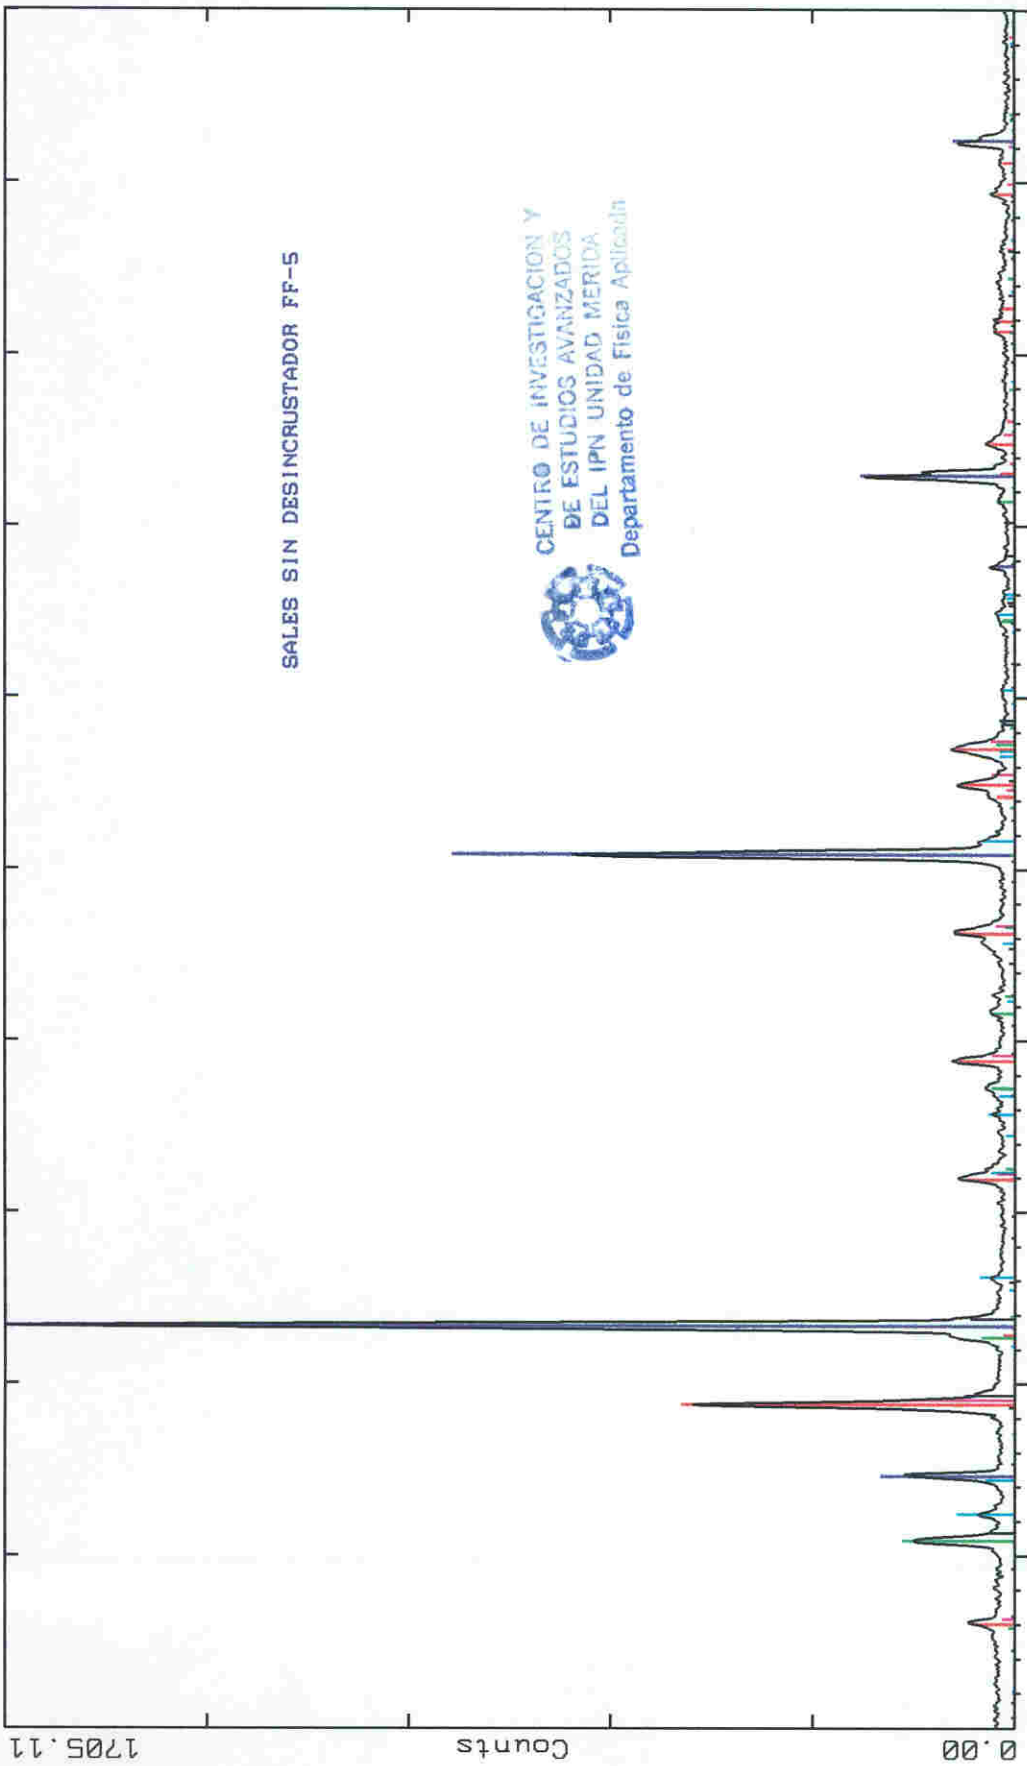 SALES SIN DESINCRUSTADOR FF-5
CENTRO DE INVESTIGACION Y
DE ESTUDIOS AVANZADOS
DEL IPN UNIDAD MERIDA
Departamento de Física Aplicada
1705.11
Counts
0.00